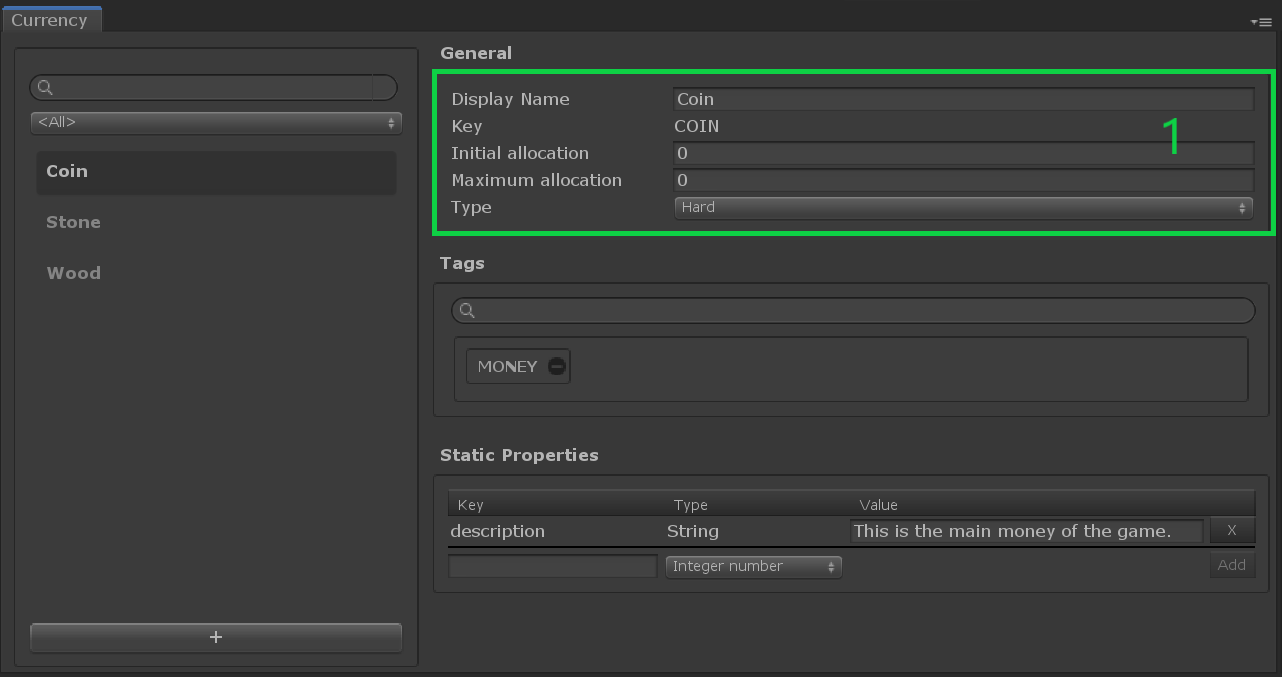 Currency
<All>
Coin
Stone
Wood
+
General
Display Name Coin
Key COIN
Initial allocation 0
Maximum allocation 0
Type Hard
1
Tags
MONEY
Static Properties
Key Type Value
description String This is the main money of the game. X
Integer number Add